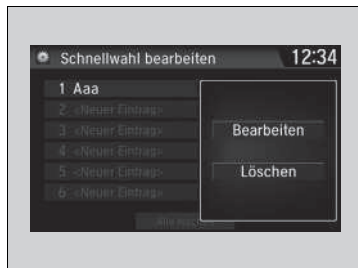 Schnellwahl bearbeiten 12:34
1 Aaa
2 <Neuer Eintrag>
3 <Neuer Eintrag>
Bearbeiten
4 <Neuer Eintrag>
5 <Neuer Eintrag>
Löschen
6 <Neuer Eintrag>